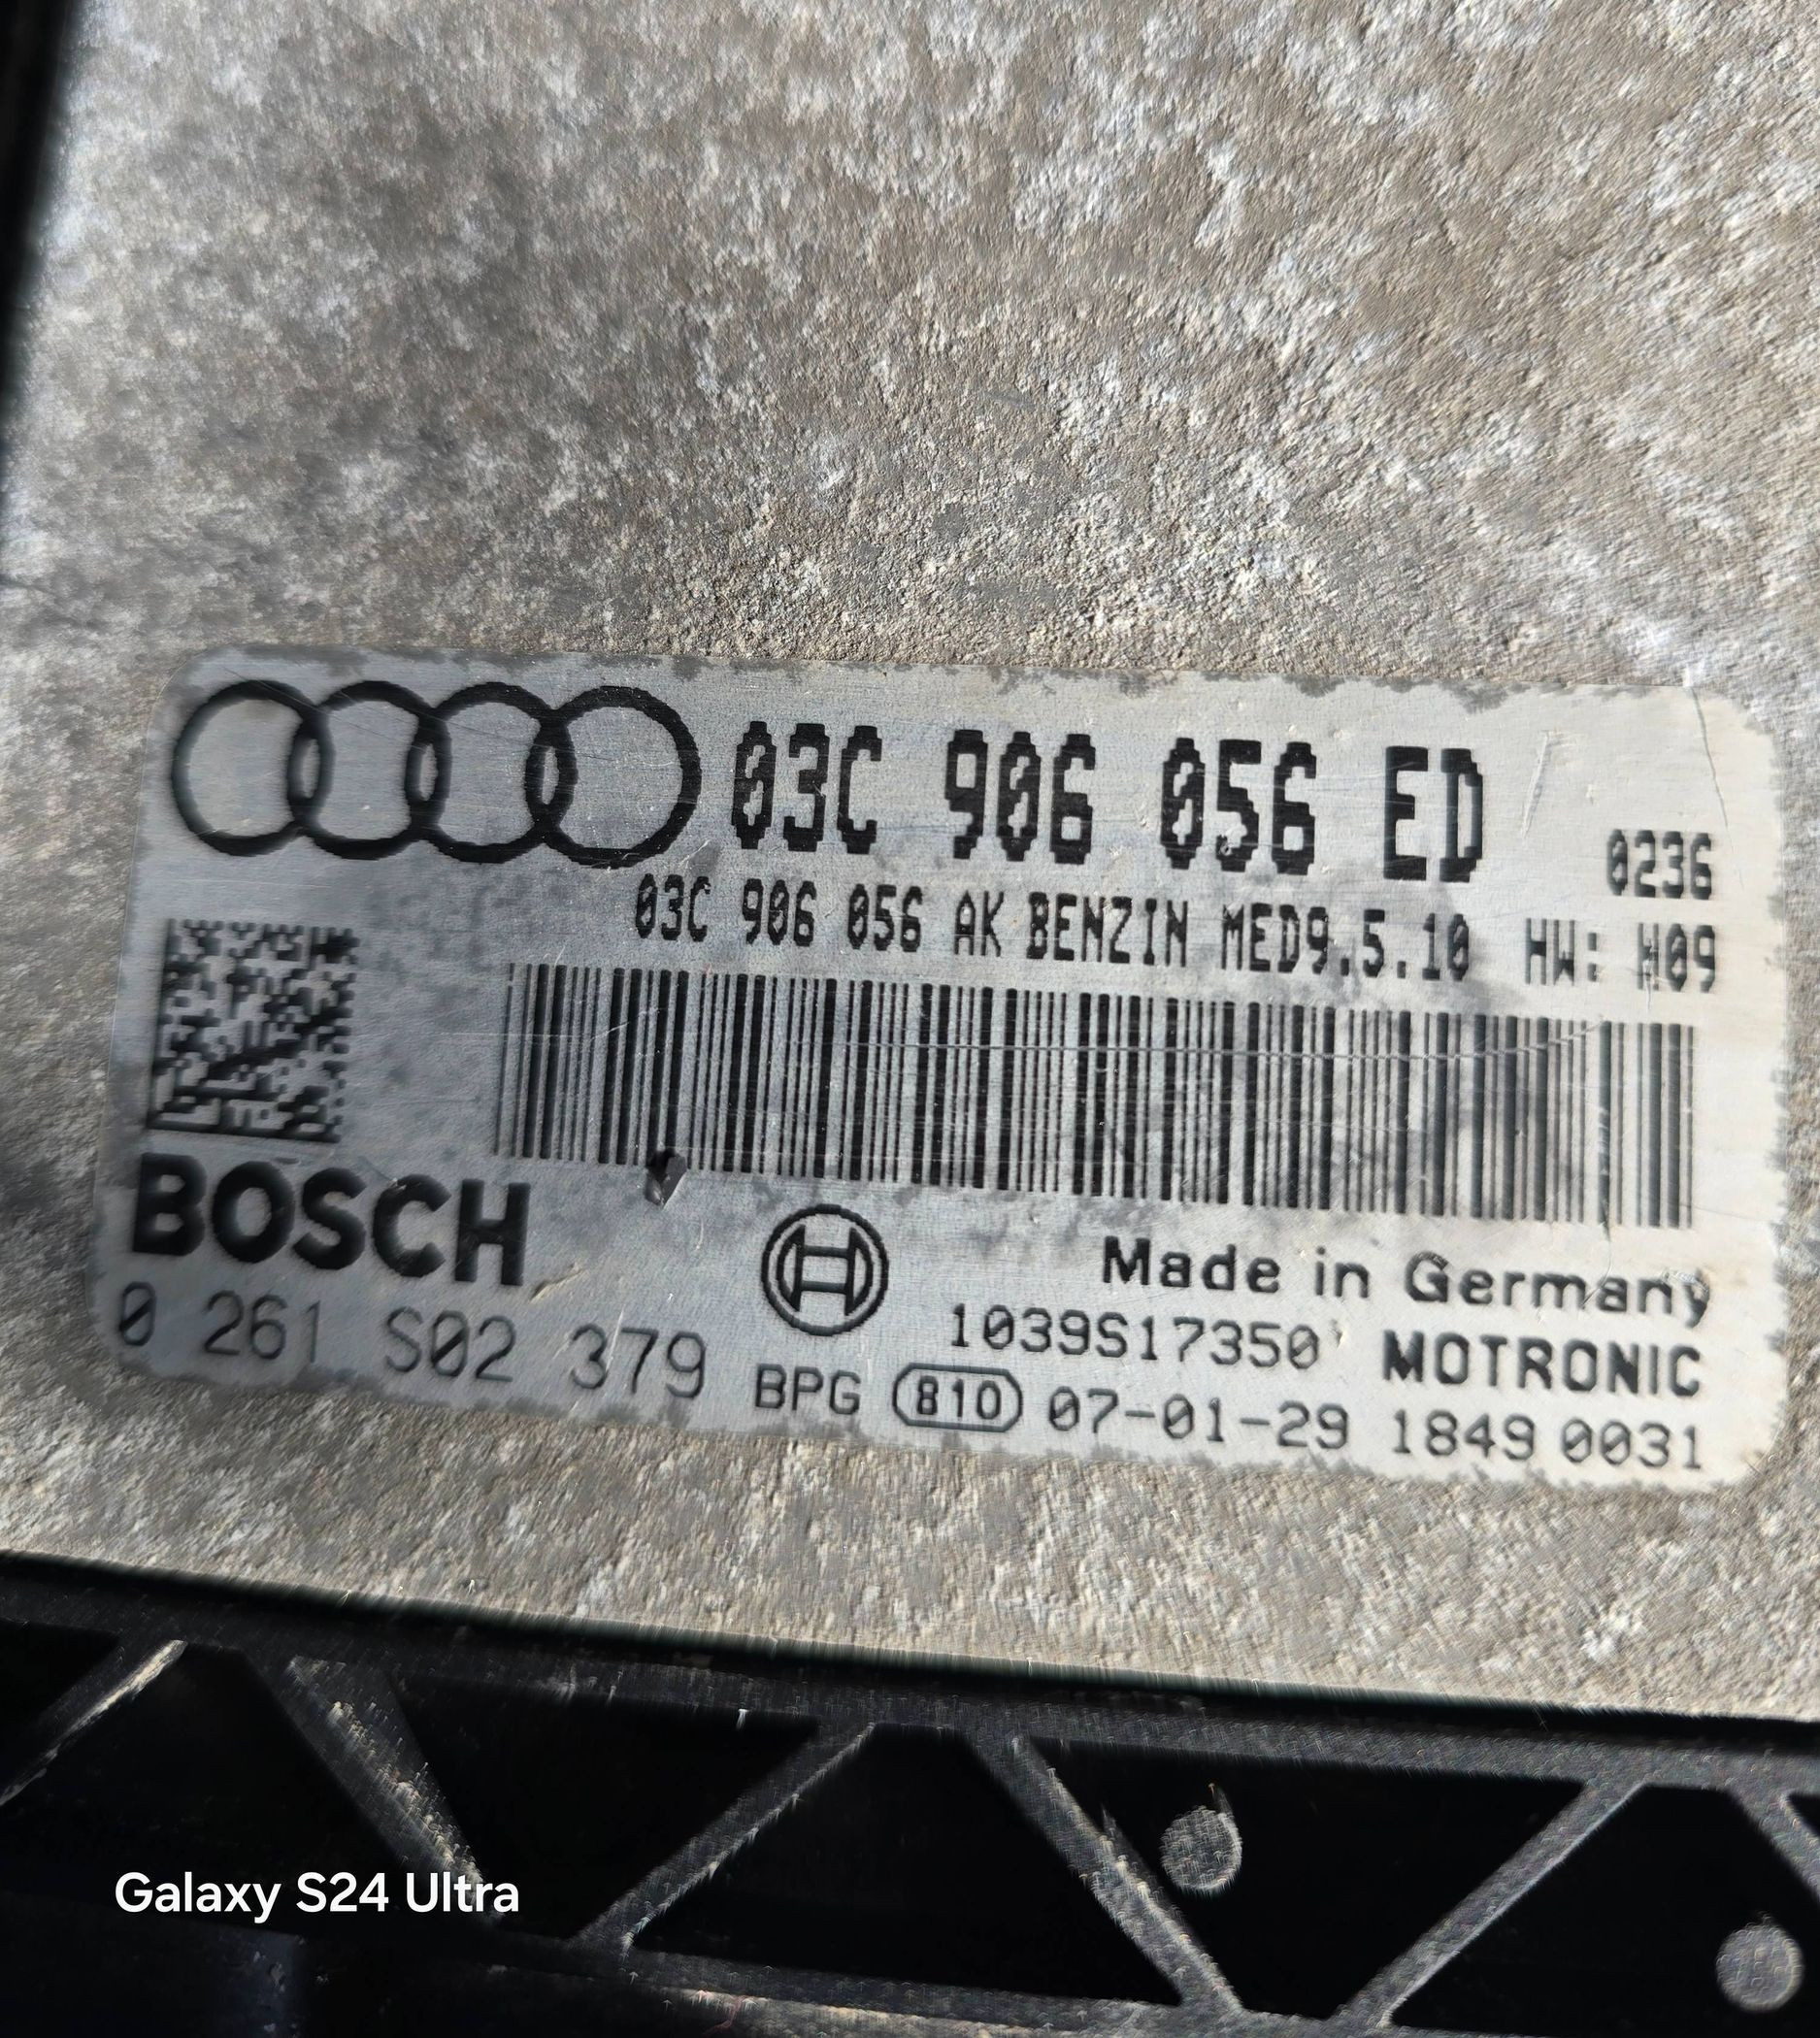 03C 906 056 ED
0236
03C 906 056 AK BENZIN MED9.5.10 HW: H09
BOSCH
Made in Germany
0 261 S02 379
1039S17350 MOTRONIC
BPG 810 07-01-29 1849 0031
Galaxy S24 Ultra